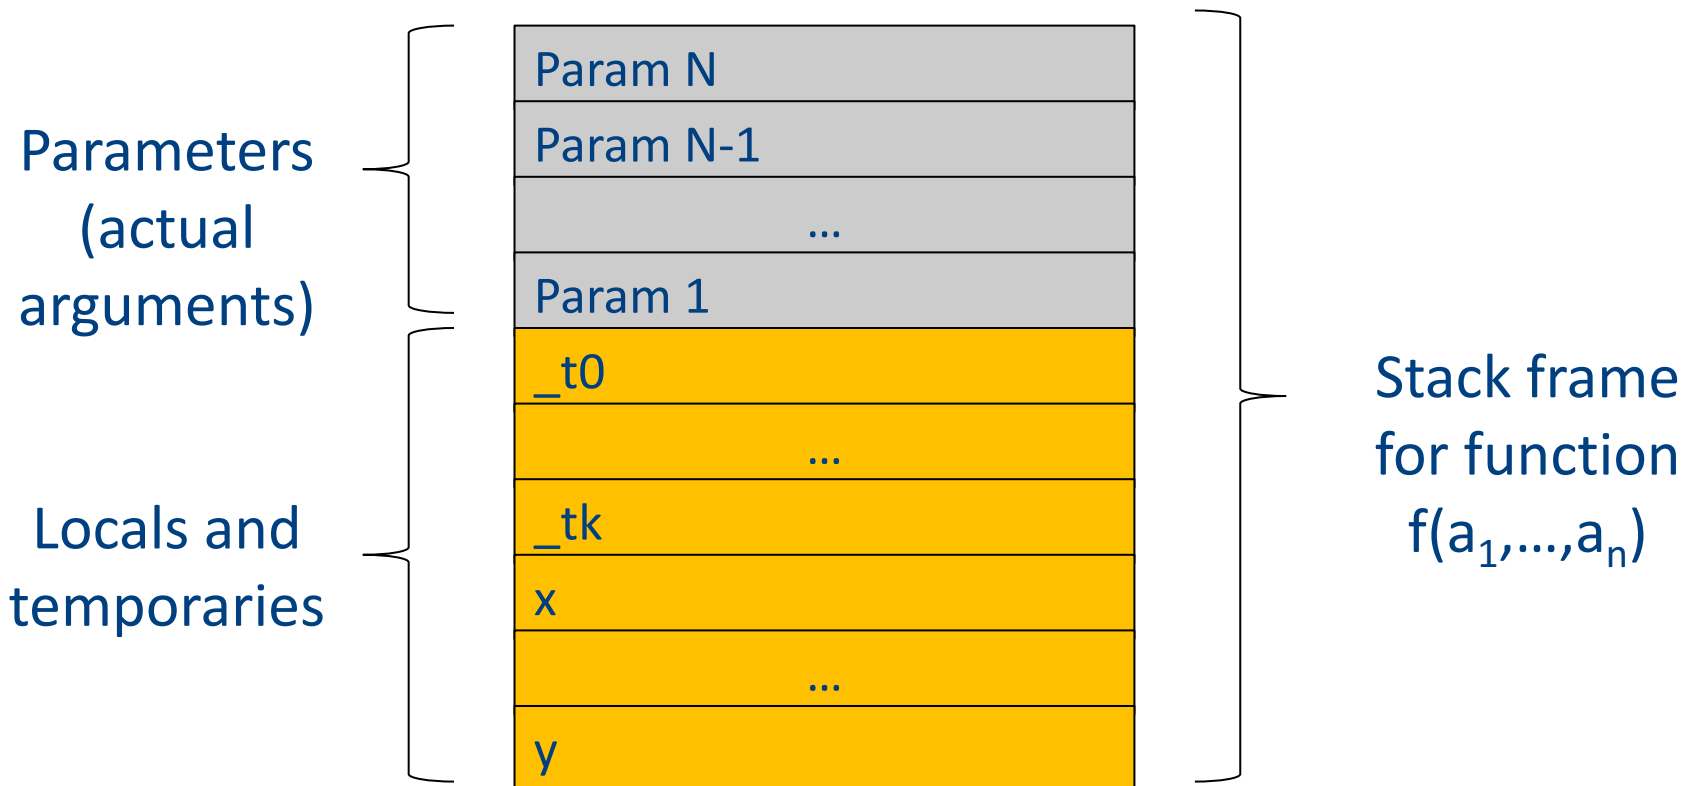 Parameters
(actual
arguments)
Locals and
temporaries
Param N
Param N-1
...
Param 1
_t0
...
_tk
x
...
y
Stack frame
for function
f(a1,...,an)